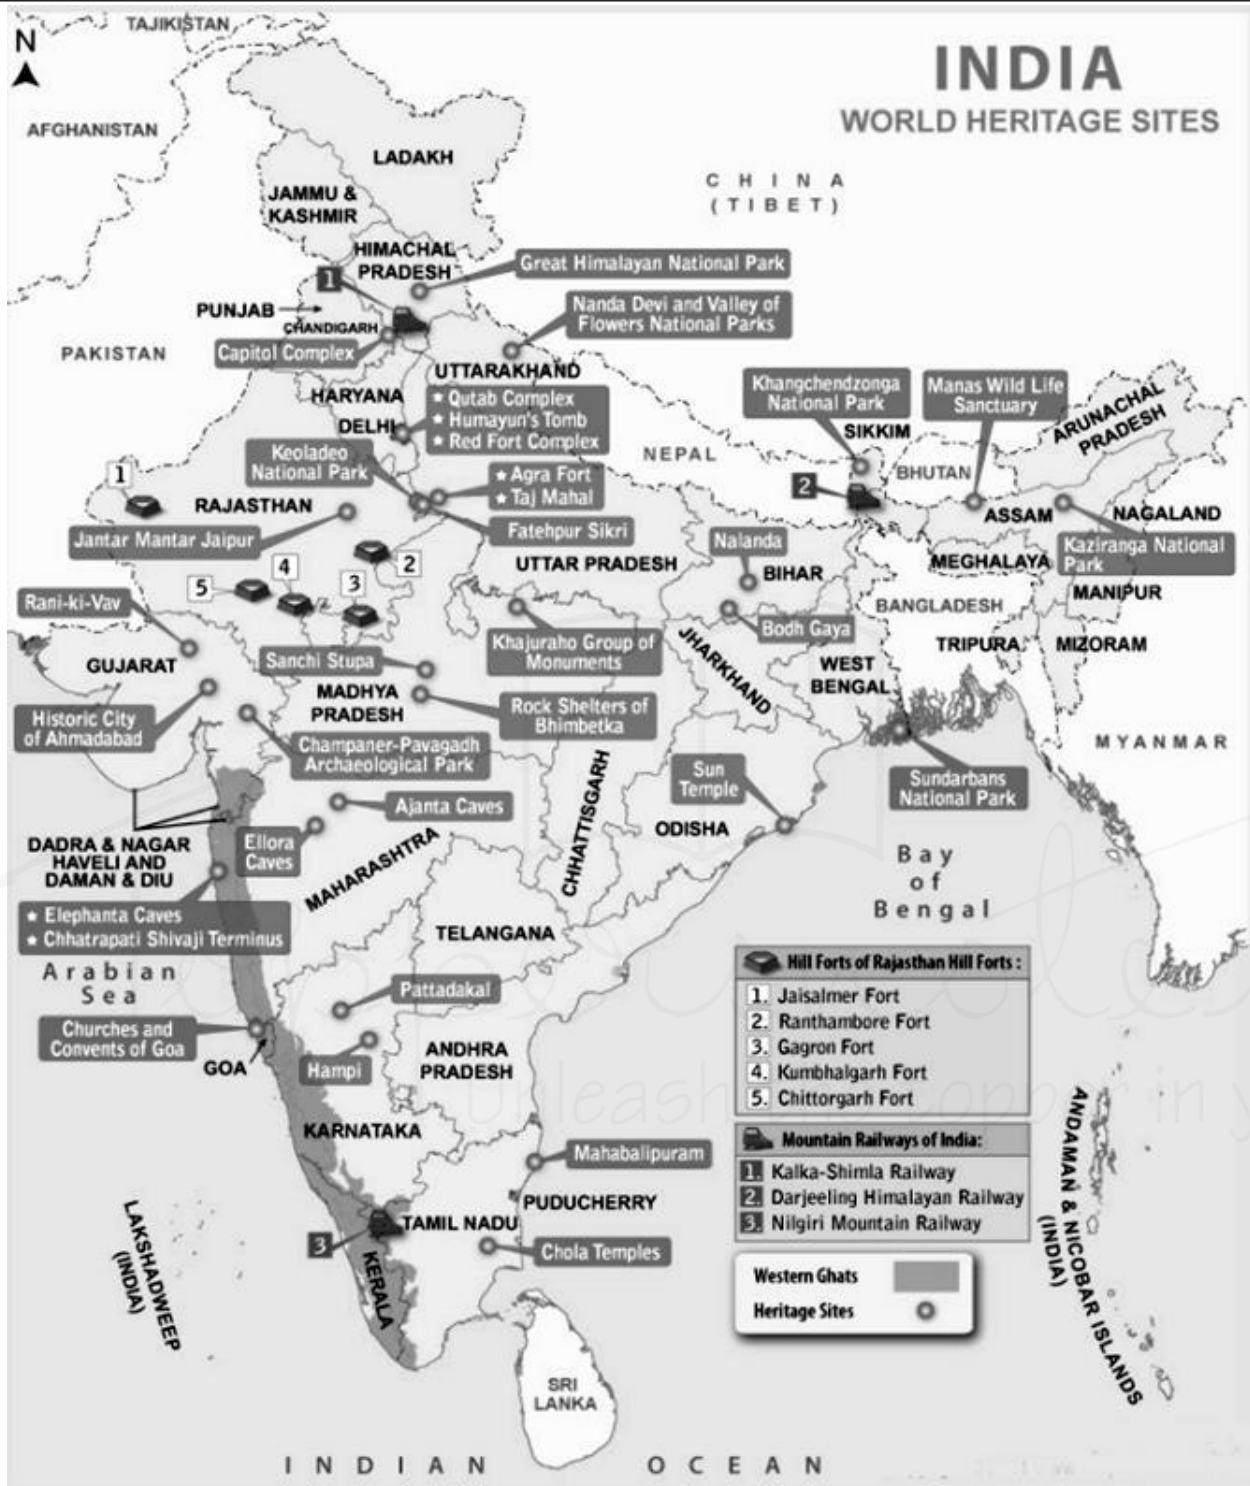 TAJIKISTAN
N
INDIA
WORLD HERITAGE SITES
AFGHANISTAN
LADAKH
CHINA
(TIBET)
JAMMU &
KASHMIR
HIMACHAL
PRADESH
Great Himalayan National Park
1
PUNJAB
Nanda Devi and Valley of
Flowers National Parks
CHANDIGARH
PAKISTAN
Capitol Complex
UTTARAKHAND
HARYANA
Qutab Complex
Humayun's Tomb
Red Fort Complex
DELHI
Khangchendzonga
National Park
Manas Wild Life
Sanctuary
ARUNACHAL
PRADESH
SIKKIM
NEPAL
BHUTAN
Keoladeo
National Park
Agra Fort
Taj Mahal
1
2
RAJASTHAN
ASSAM
NAGALAND
Jantar Mantar Jaipur
Fatehpur Sikri
Nalanda
Kaziranga National
Park
UTTAR PRADESH
BIHAR
MEGHALAYA
2
5
4
3
MANIPUR
Rani-ki-Vav
BANGLADESH
Bodh Gaya
Khajuraho Group of
Monuments
JHARKHAND
TRIPURA
MIZORAM
GUJARAT
Sanchi Stupa
WEST
BENGAL
MADHYA
PRADESH
Rock Shelters of
Bhimbetka
Historic City
of Ahmadabad
Champaner-Pavagadh
Archaeological Park
MYANMAR
Sun
Temple
Sundarbans
National Park
Ajanta Caves
CHHATTISGARH
ODISHA
DADRA & NAGAR
HAVELI AND
DAMAN & DIU
Ellora
Caves
MAHARASHTRA
Bay
of
Bengal
Elephanta Caves
Chhatrapati Shivaji Terminus
TELANGANA
Arabian
Sea
Pattadakal
Churches and
Convents of Goa
GOA
Hampi
ANDHRA
PRADESH
Hill Forts of Rajasthan Hill Forts :
1. Jaisalmer Fort
2. Ranthambore Fort
3. Gagron Fort
4. Kumbhalgarh Fort
5. Chittorgarh Fort
KARNATAKA
Mahabalipuram
Mountain Railways of India:
1. Kalka-Shimla Railway
2. Darjeeling Himalayan Railway
3. Nilgiri Mountain Railway
PUDUCHERRY
TAMIL NADU
3
Chola Temples
KERALA
LAKSHADWEEP
(INDIA)
ANDAMAN & NICOBAR ISLANDS
(INDIA)
Western Ghats
Heritage Sites
SRI
LANKA
INDIAN OCEAN